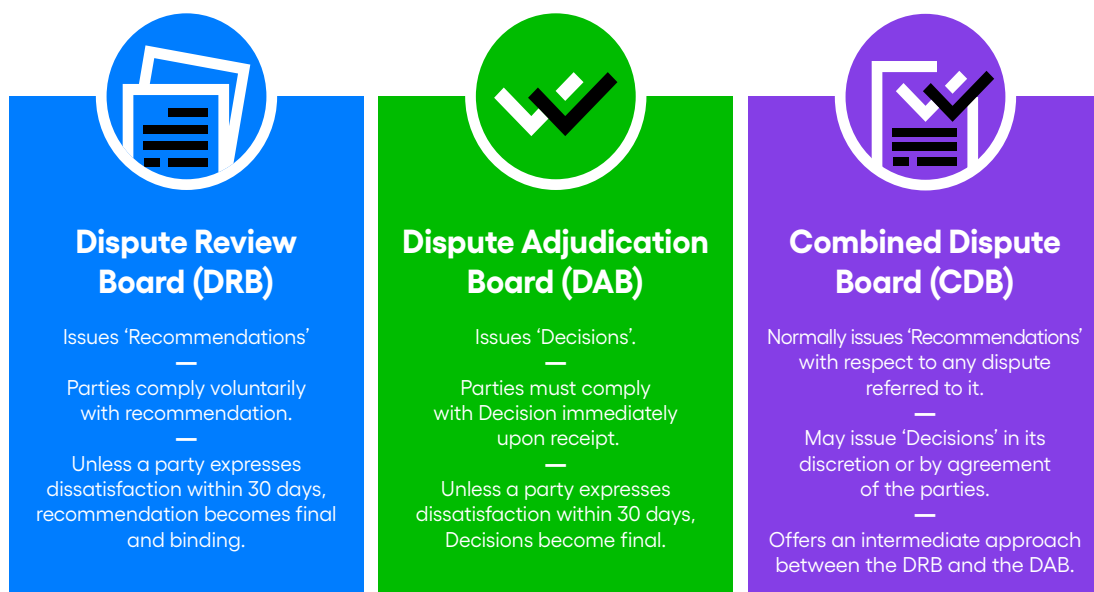 Dispute Review
Board (DRB)
Issues ‘Recommendations’
Parties comply voluntarily
with recommendation.
Unless a party expresses
dissatisfaction within 30 days,
recommendation becomes final
and binding.
Dispute Adjudication
Board (DAB)
Issues ‘Decisions’.
Parties must comply
with Decision immediately
upon receipt.
Unless a party expresses
dissatisfaction within 30 days,
Decisions become final.
Combined Dispute
Board (CDB)
Normally issues ‘Recommendations’
with respect to any dispute
referred to it.
May issue ‘Decisions’ in its
discretion or by agreement
of the parties.
Offers an intermediate approach
between the DRB and the DAB.